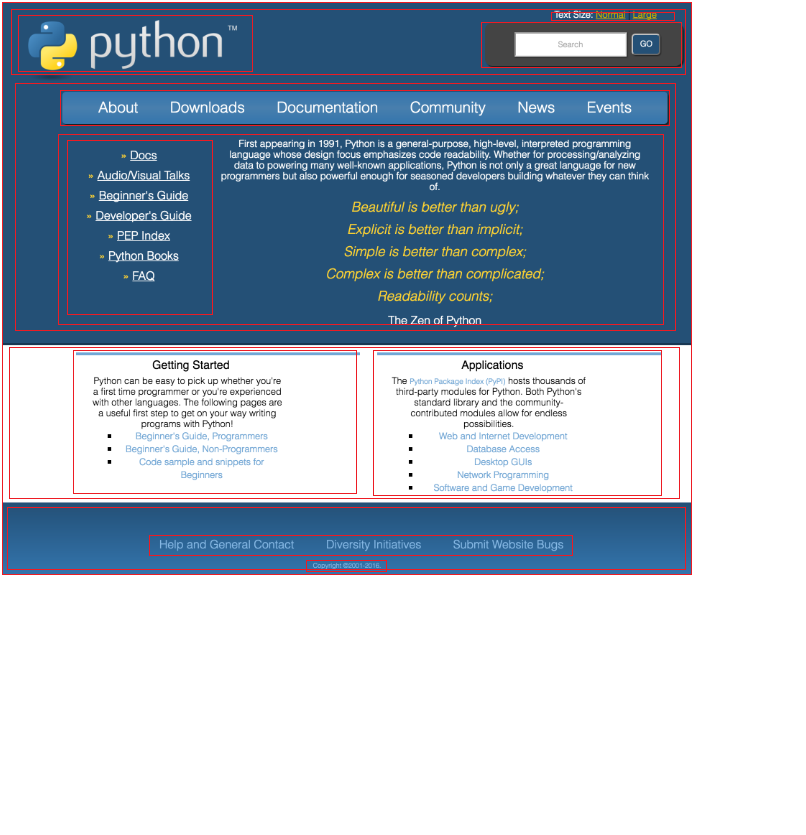 Text Size: Normal | Large
python™
Search
GO
About Downloads Documentation Community News Events
» Docs
» Audio/Visual Talks
» Beginner's Guide
» Developer's Guide
» PEP Index
» Python Books
» FAQ
First appearing in 1991, Python is a general-purpose, high-level, interpreted programming
language whose design focus emphasizes code readability. Whether for processing/analyzing
data to powering many well-known applications, Python is not only a great language for new
programmers but also powerful enough for seasoned developers building whatever they can think
of.
Beautiful is better than ugly;
Explicit is better than implicit;
Simple is better than complex;
Complex is better than complicated;
Readability counts;
The Zen of Python
Getting Started
Python can be easy to pick up whether you're
a first time programmer or you're experienced
with other languages. The following pages are
a useful first step to get on your way writing
programs with Python!
Beginner's Guide, Programmers
Beginner's Guide, Non-Programmers
Code sample and snippets for
Beginners
Applications
The Python Package Index (PyPI) hosts thousands of
third-party modules for Python. Both Python's
standard library and the community-
contributed modules allow for endless
possibilities.
Web and Internet Development
Database Access
Desktop GUIs
Network Programming
Software and Game Development
Help and General Contact Diversity Initiatives Submit Website Bugs
Copyright ©2001-2016.